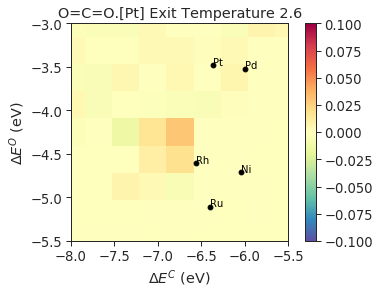 O=C=O.[Pt] Exit Temperature 2.6
−3.0
−3.5
−4.0
−4.5
−5.0
−5.5
ΔE^O (eV)
Pt
Pd
Rh
Ni
Ru
−8.0 −7.5 −7.0 −6.5 −6.0 −5.5
ΔE^C (eV)
0.100
0.075
0.050
0.025
0.000
−0.025
−0.050
−0.075
−0.100